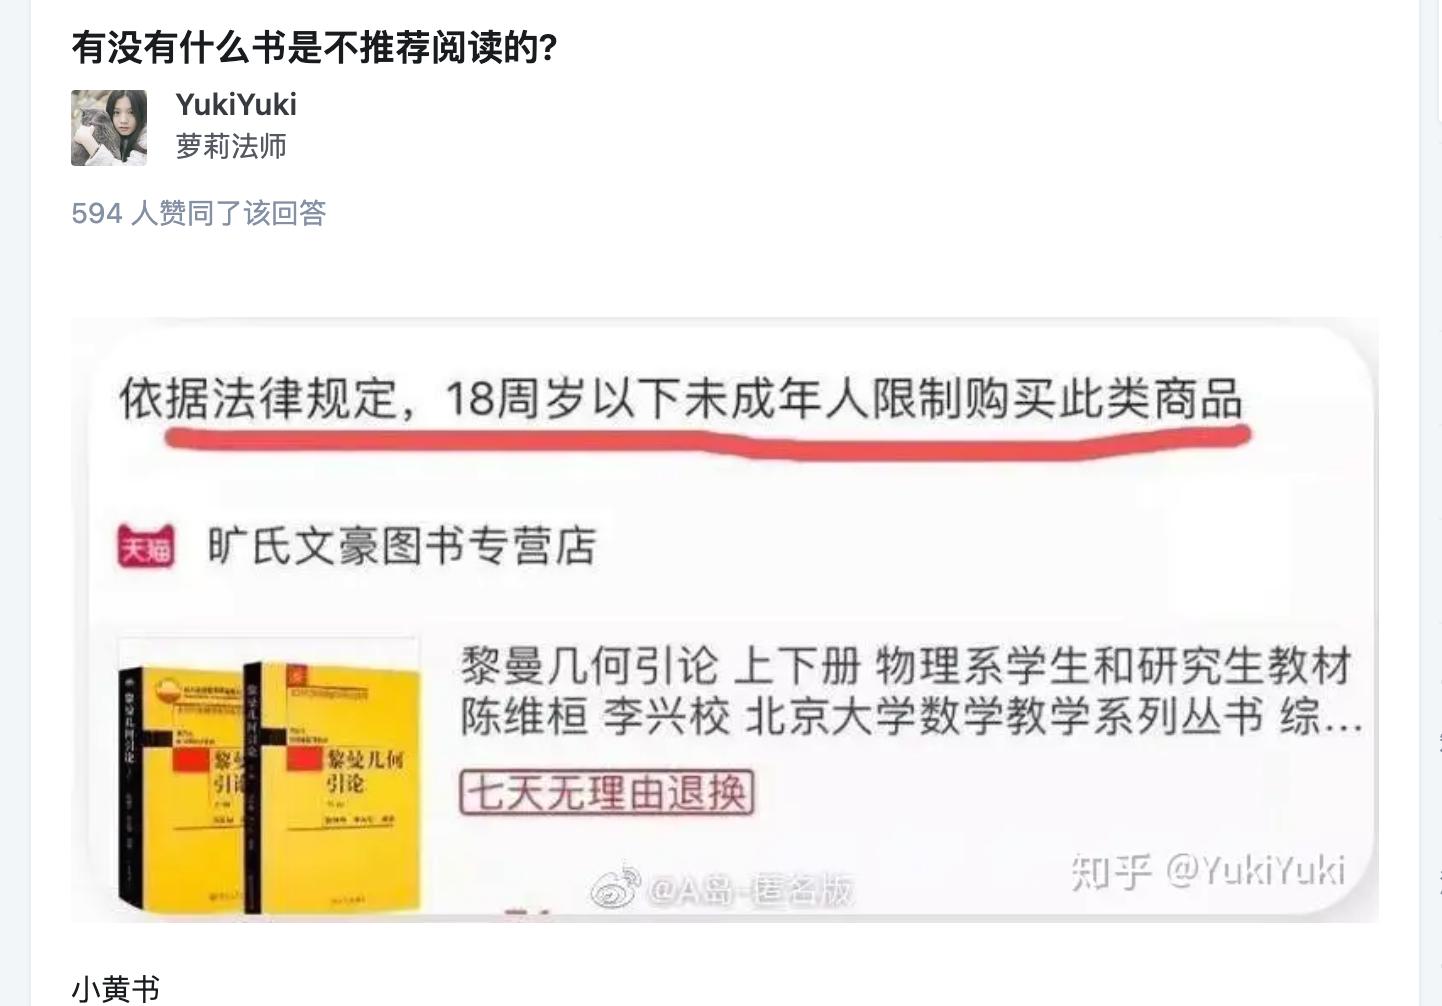 有没有什么书是不推荐阅读的?
YukiYuki
萝莉法师
594 人赞同了该回答
依据法律规定，18周岁以下未成年人限制购买此类商品
天猫
旷氏文豪图书专营店
黎曼几何引论 上下册 物理系学生和研究生教材
陈维桓 李兴校 北京大学数学教学系列丛书 综...
七天无理由退换
黎曼几何引论
黎曼几何
引论
@A岛-匿名版
知乎 @YukiYuki
小黄书